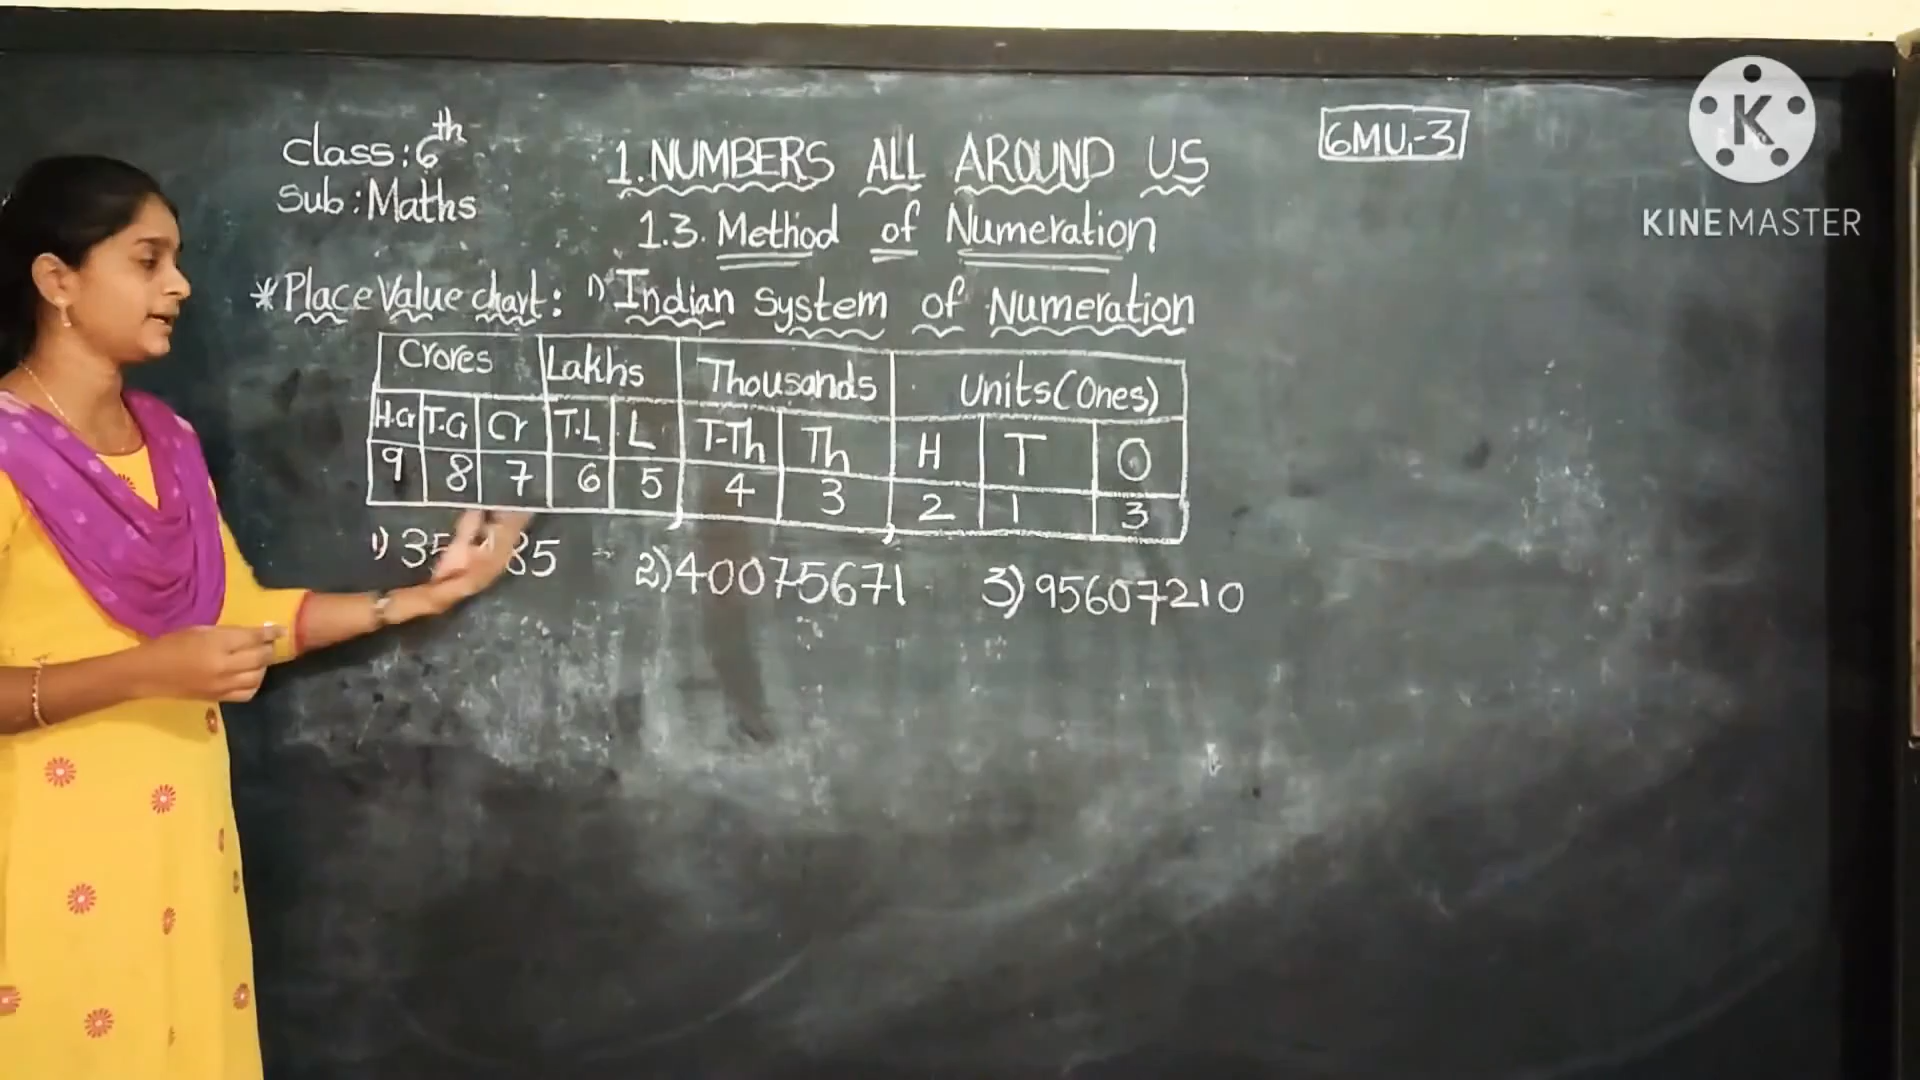 class:6th
Sub:Maths
1.NUMBERS ALL AROUND US
6MU1-3
K
KINEMASTER
1.3. Method of Numeration
*Place Value chart: 1) Indian System of Numeration
Crores Lakhs Thousands Units(Ones)
H.Cr T.Cr Cr T.L L T-Th Th H T O
9 8 7 6 5 4 3 2 1 3
1)
2)40075671
3)95607210